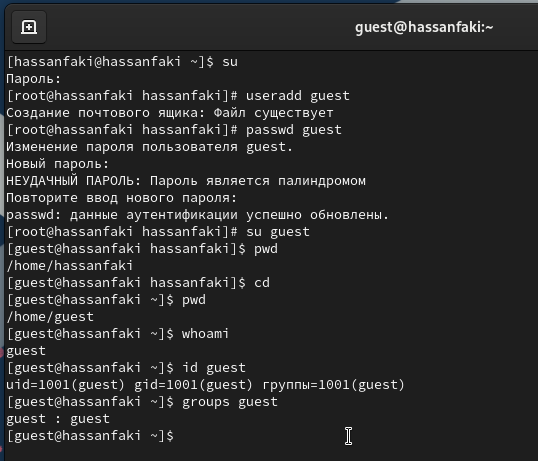 guest@hassanfaki:~
[hassanfaki@hassanfaki ~]$ su
Пароль:
[root@hassanfaki hassanfaki]# useradd guest
Создание почтового ящика: Файл существует
[root@hassanfaki hassanfaki]# passwd guest
Изменение пароля пользователя guest.
Новый пароль:
НЕУДАЧНЫЙ ПАРОЛЬ: Пароль является палиндромом
Повторите ввод нового пароля:
passwd: данные аутентификации успешно обновлены.
[root@hassanfaki hassanfaki]# su guest
[guest@hassanfaki hassanfaki]$ pwd
/home/hassanfaki
[guest@hassanfaki hassanfaki]$ cd
[guest@hassanfaki ~]$ pwd
/home/guest
[guest@hassanfaki ~]$ whoami
guest
[guest@hassanfaki ~]$ id guest
uid=1001(guest) gid=1001(guest) группы=1001(guest)
[guest@hassanfaki ~]$ groups guest
guest : guest
[guest@hassanfaki ~]$